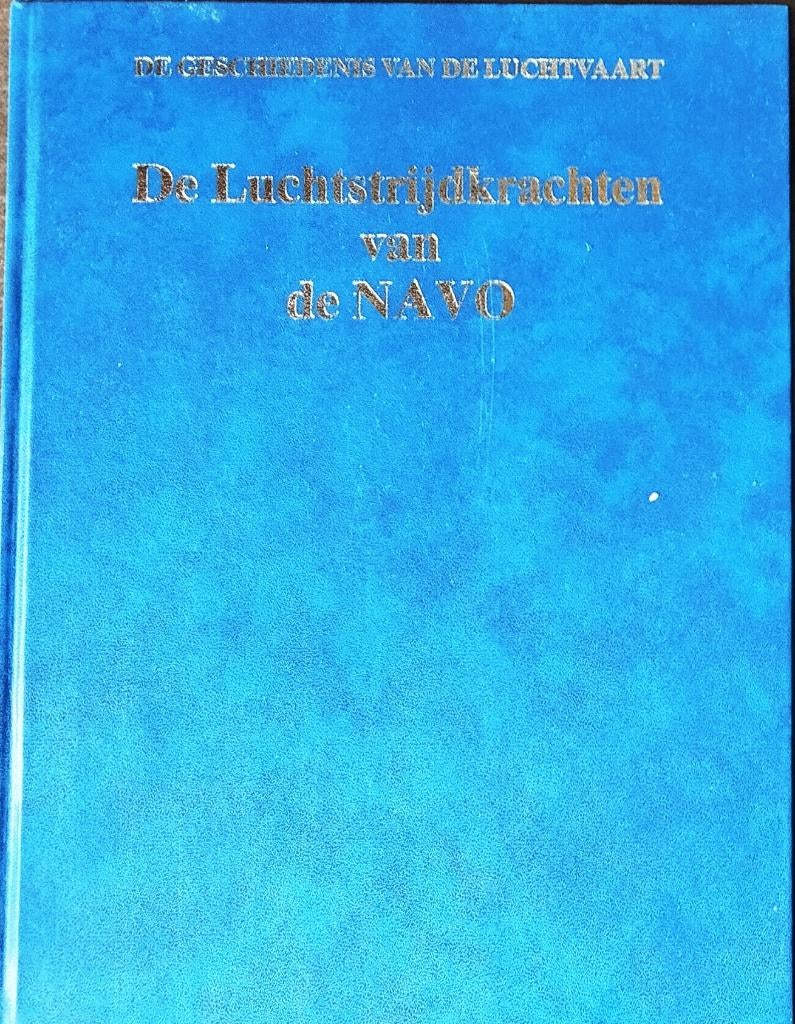 DE GESCHIEDENIS VAN DE LUCHTVAART
De Luchtstrijdkrachten
van
de NAVO